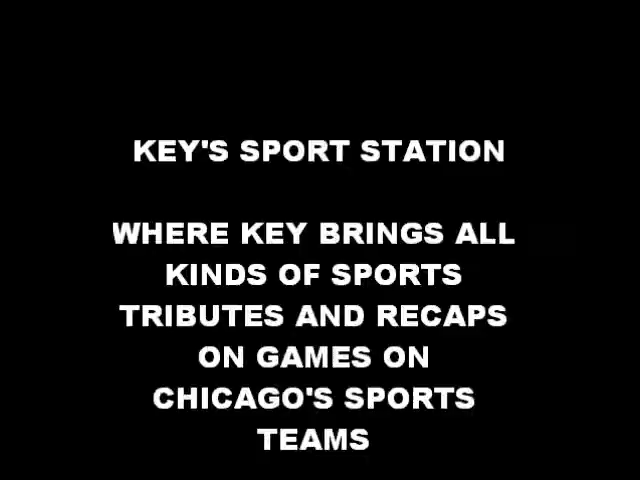 KEY'S SPORT STATION
WHERE KEY BRINGS ALL
KINDS OF SPORTS
TRIBUTES AND RECAPS
ON GAMES ON
CHICAGO'S SPORTS
TEAMS